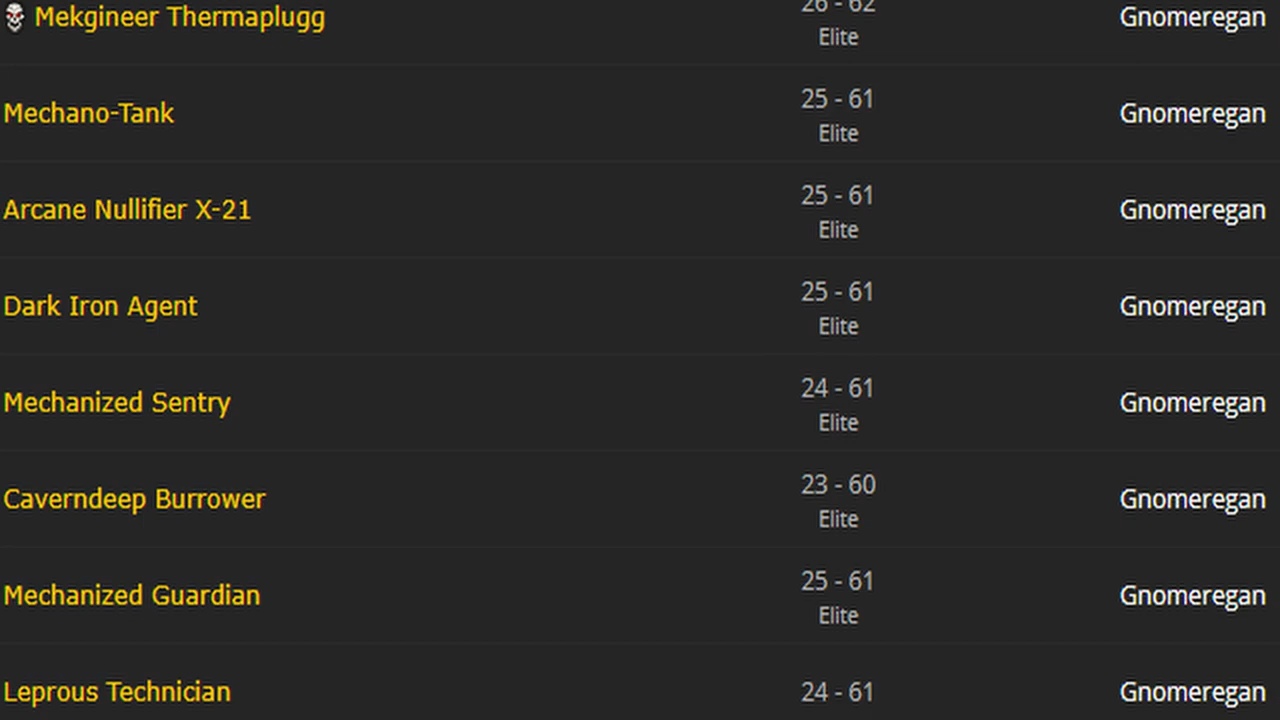 Mekgineer Thermaplugg 26 - 62 Gnomeregan
Elite
Mechano-Tank 25 - 61 Gnomeregan
Elite
Arcane Nullifier X-21 25 - 61 Gnomeregan
Elite
Dark Iron Agent 25 - 61 Gnomeregan
Elite
Mechanized Sentry 24 - 61 Gnomeregan
Elite
Caverndeep Burrower 23 - 60 Gnomeregan
Elite
Mechanized Guardian 25 - 61 Gnomeregan
Elite
Leprous Technician 24 - 61 Gnomeregan